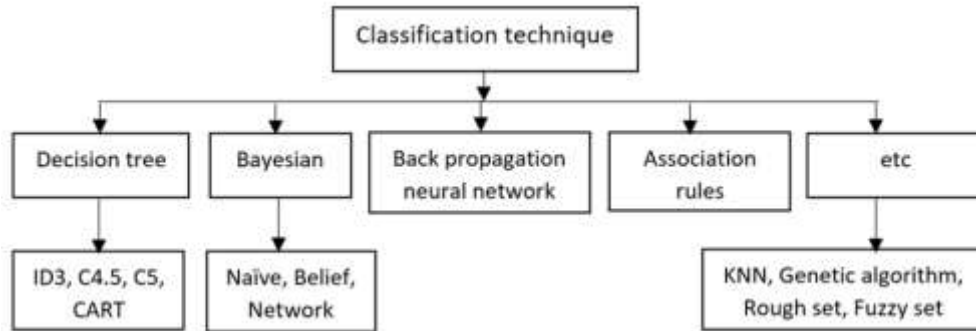 Classification technique
Decision tree
Bayesian
Back propagation
neural network
Association
rules
etc
ID3, C4.5, C5,
CART
Naïve, Belief,
Network
KNN, Genetic algorithm,
Rough set, Fuzzy set